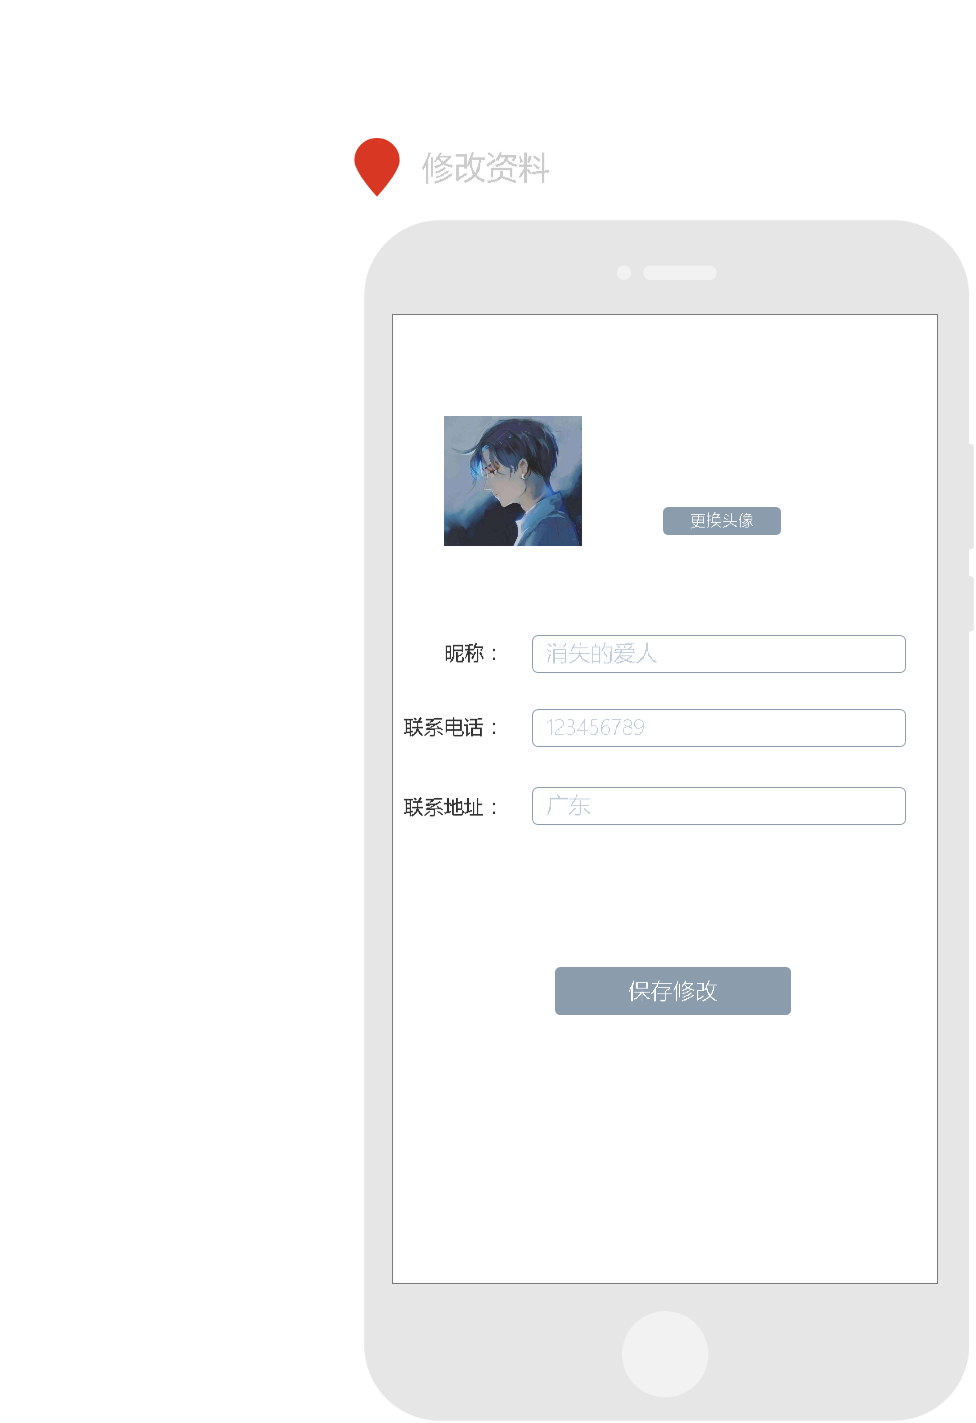 修改资料
更换头像
昵称：
消失的爱人
联系电话：
123456789
联系地址：
广东
保存修改